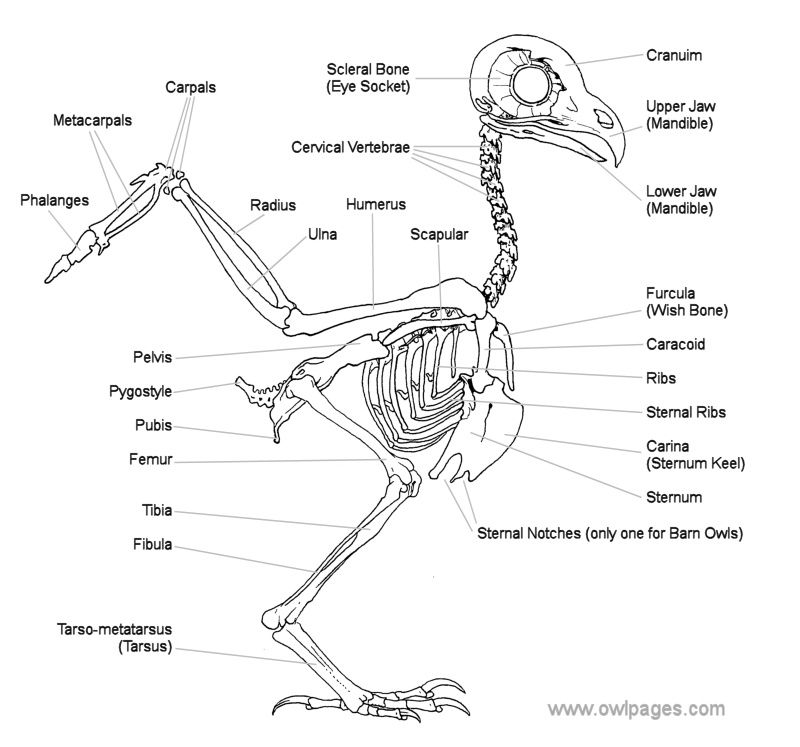 Cranuim
Scleral Bone
(Eye Socket)
Carpals
Upper Jaw
(Mandible)
Metacarpals
Cervical Vertebrae
Lower Jaw
(Mandible)
Phalanges
Radius
Humerus
Ulna
Scapular
Furcula
(Wish Bone)
Caracoid
Pelvis
Ribs
Pygostyle
Sternal Ribs
Pubis
Carina
(Sternum Keel)
Femur
Sternum
Tibia
Sternal Notches (only one for Barn Owls)
Fibula
Tarso-metatarsus
(Tarsus)
www.owlpages.com